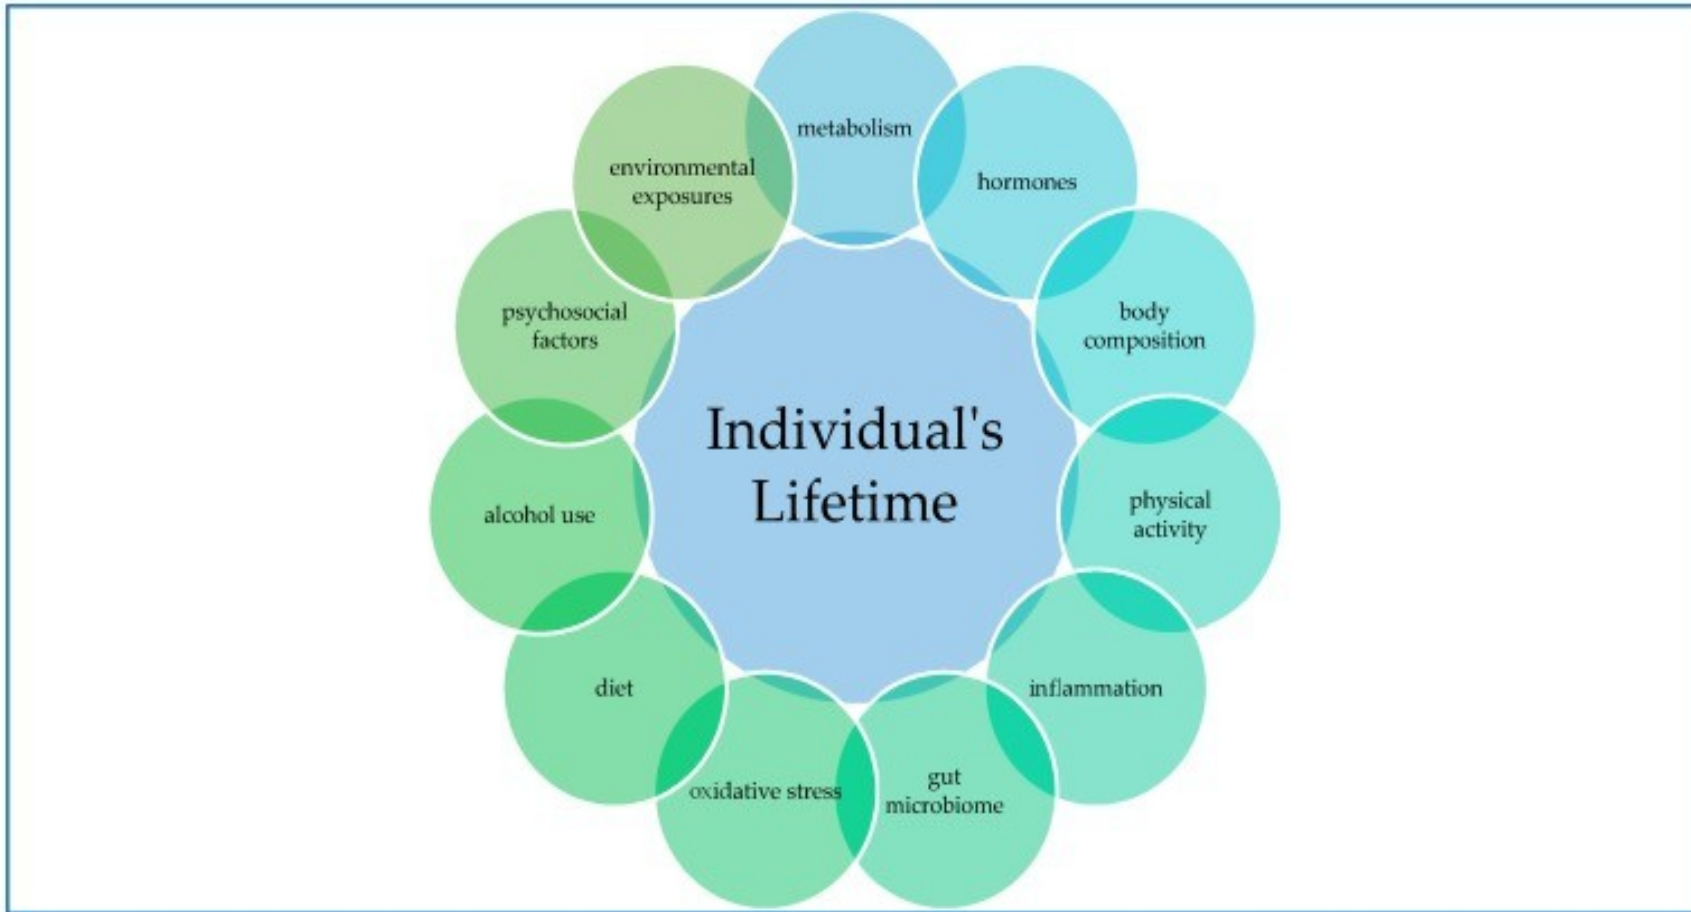 metabolism
hormones
environmental
exposures
body
composition
psychosocial
factors
Individual's
Lifetime
physical
activity
alcohol use
inflammation
diet
gut
microbiome
oxidative stress